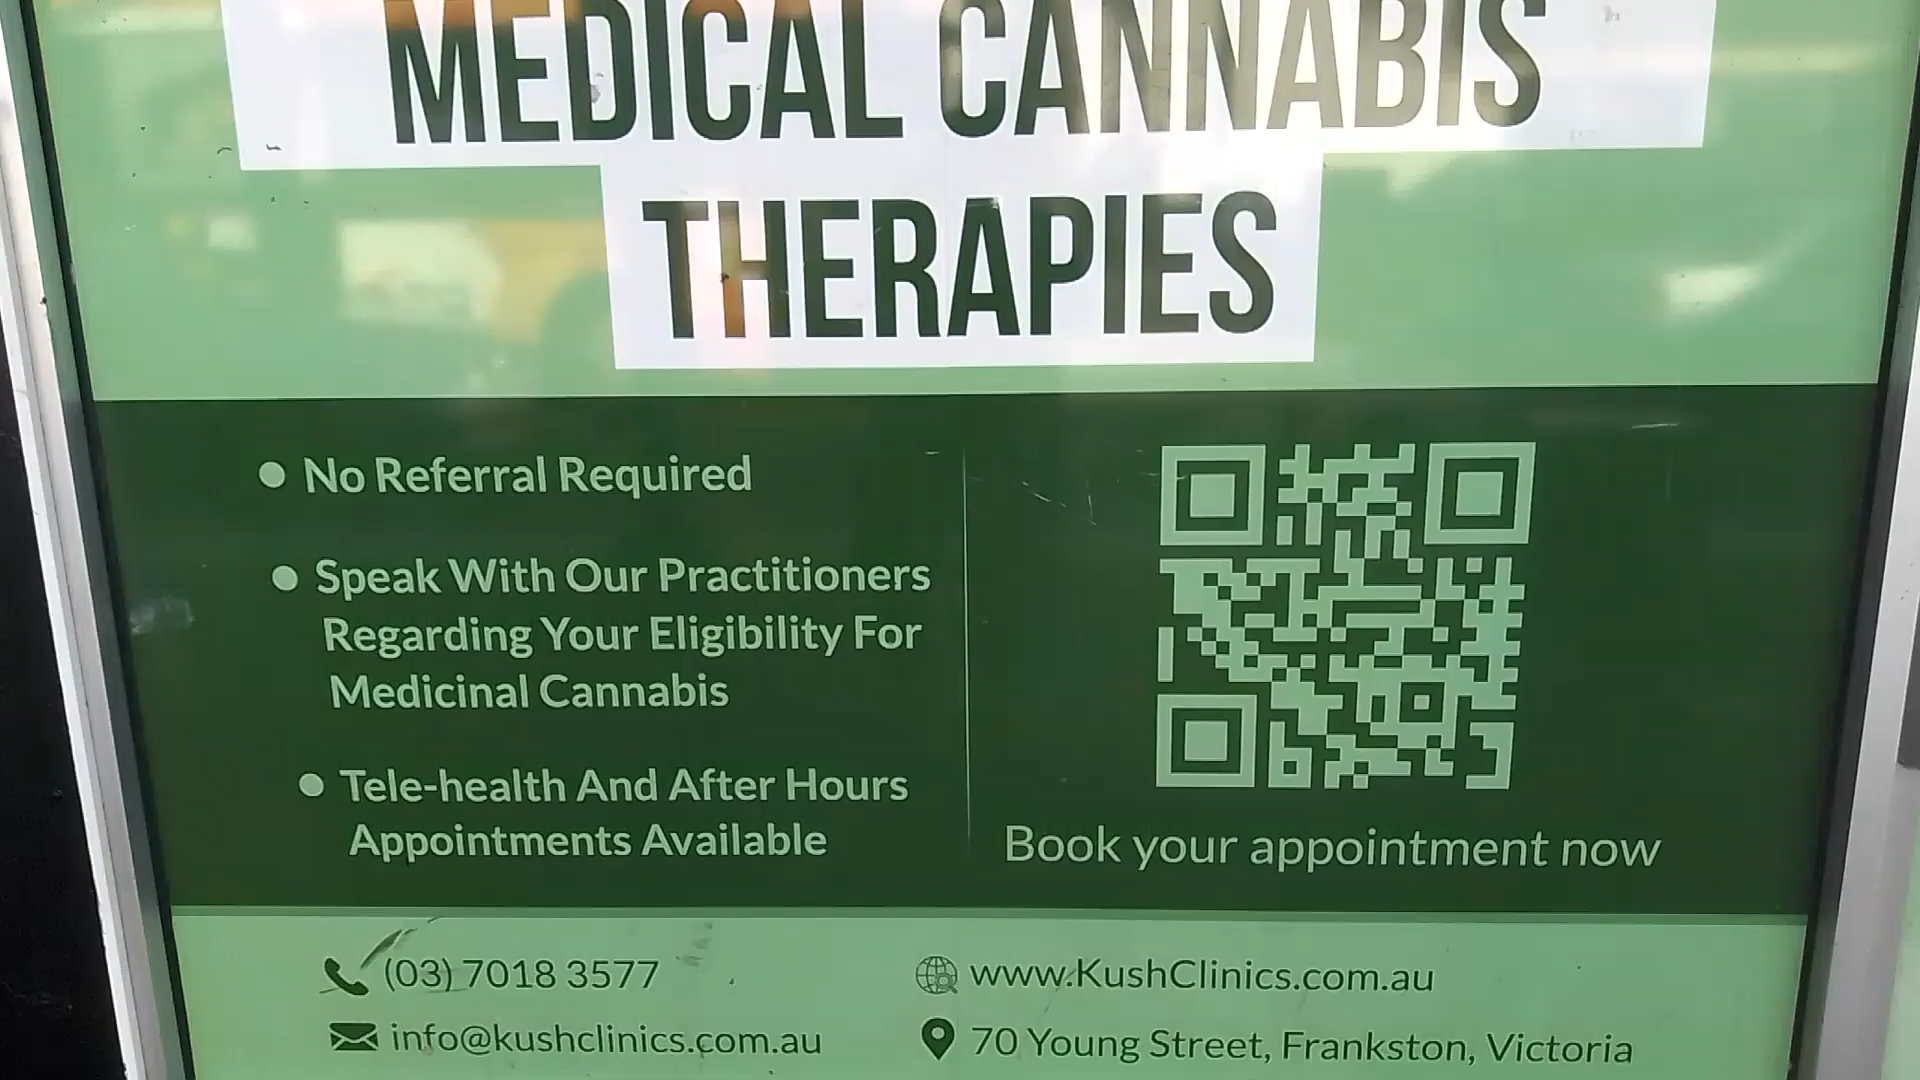 MEDICAL CANNABIS
THERAPIES
● No Referral Required
● Speak With Our Practitioners
Regarding Your Eligibility For
Medicinal Cannabis
● Tele-health And After Hours
Appointments Available
Book your appointment now
(03) 7018 3577
www.KushClinics.com.au
info@kushclinics.com.au
70 Young Street, Frankston, Victoria